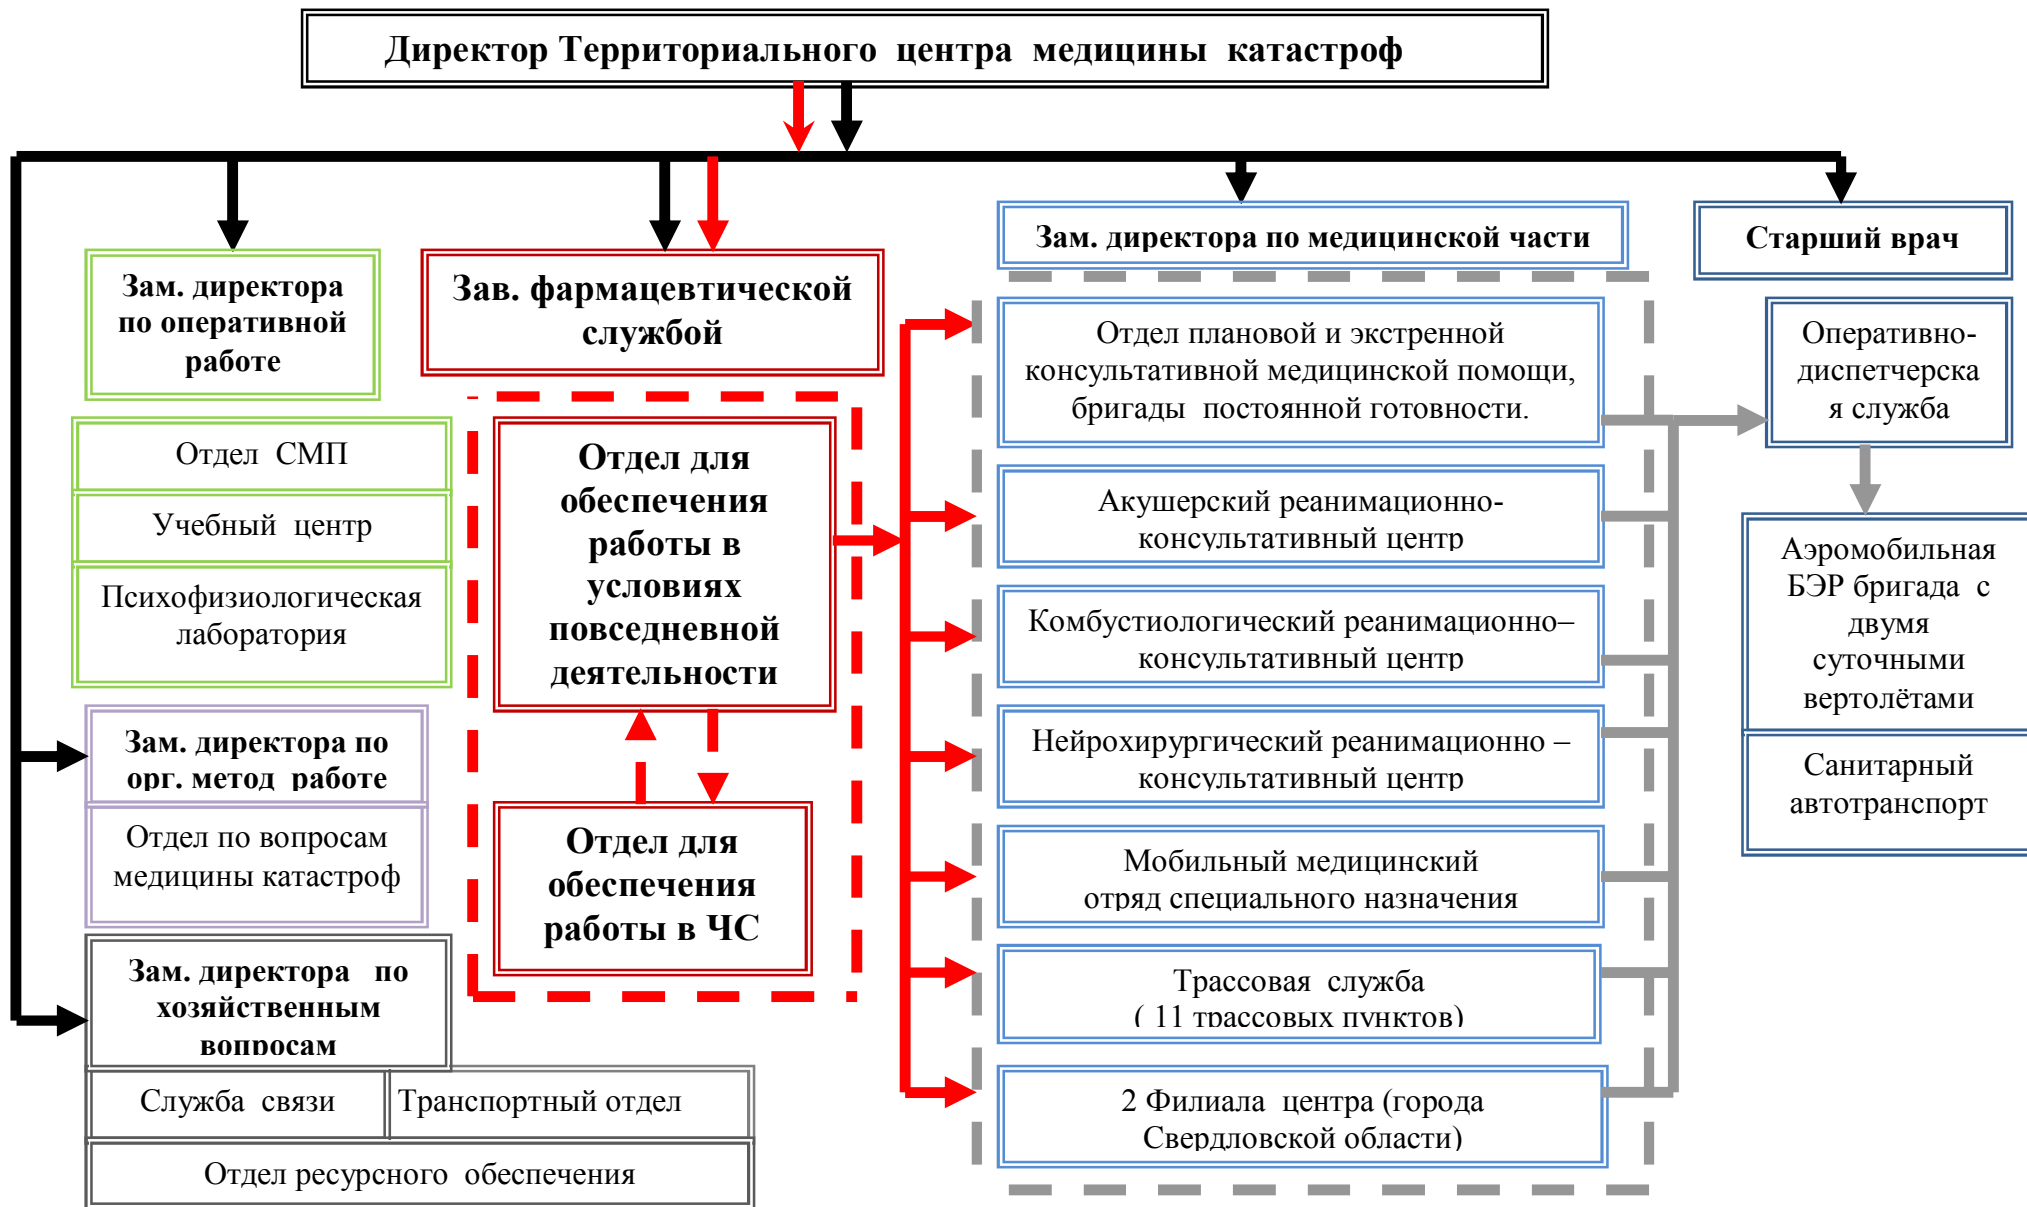 Директор Территориального центра медицины катастроф
Зам. директора
по оперативной
работе
Отдел СМП
Учебный центр
Психофизиологическая
лаборатория
Зам. директора по
орг. метод работе
Отдел по вопросам
медицины катастроф
Зам. директора по
хозяйственным
вопросам
Служба связи
Транспортный отдел
Отдел ресурсного обеспечения
Зав. фармацевтической
службой
Отдел для
обеспечения
работы в
условиях
повседневной
деятельности
Отдел для
обеспечения
работы в ЧС
Зам. директора по медицинской части
Отдел плановой и экстренной
консультативной медицинской помощи,
бригады постоянной готовности.
Акушерский реанимационно-
консультативный центр
Комбустиологический реанимационно–
консультативный центр
Нейрохирургический реанимационно –
консультативный центр
Мобильный медицинский
отряд специального назначения
Трассовая служба
( 11 трассовых пунктов)
2 Филиала центра (города
Свердловской области)
Старший врач
Оперативно-
диспетчерска
я служба
Аэромобильная
БЭР бригада с
двумя
суточными
вертолётами
Санитарный
автотранспорт